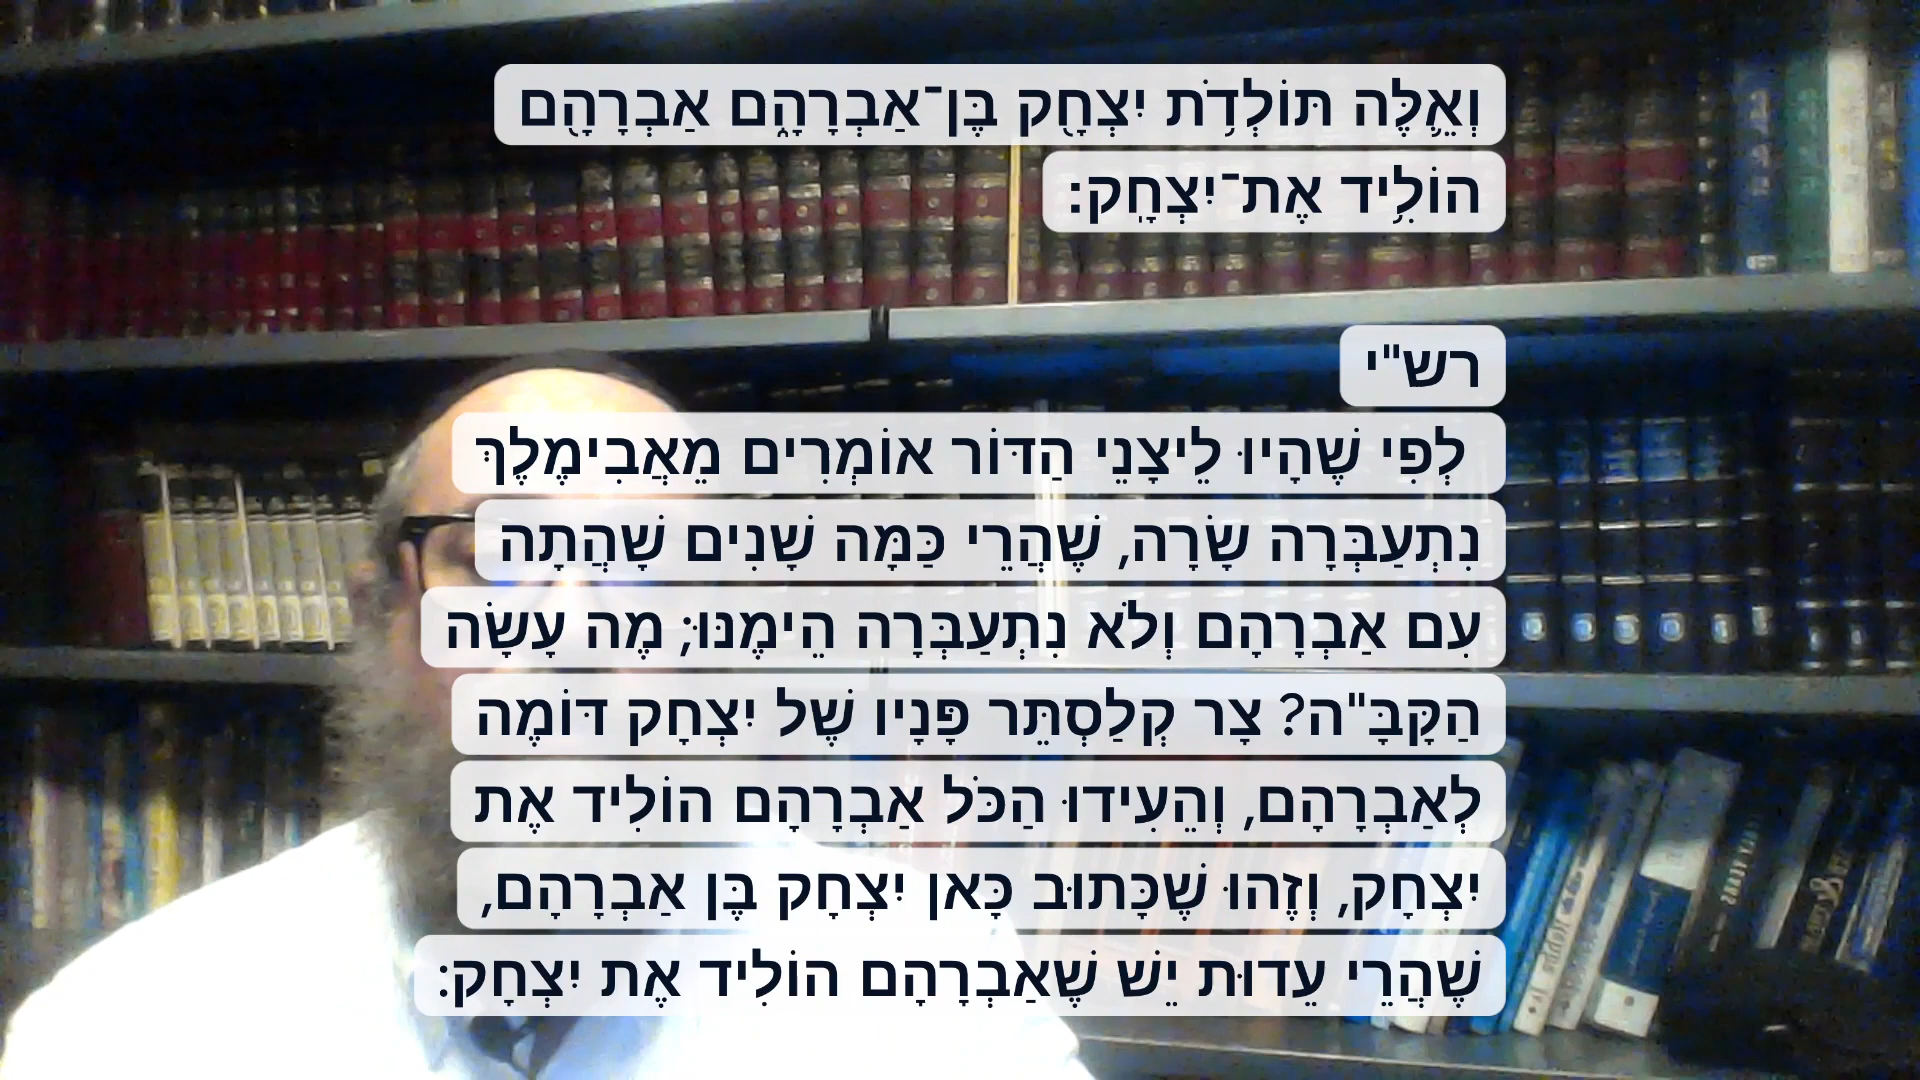 וְאֵ֛לֶּה תּוֹלְדֹ֥ת יִצְחָ֖ק בֶּן־אַבְרָהָ֑ם אַבְרָהָ֖ם
הוֹלִ֥יד אֶת־יִצְחָֽק׃
רש"י
לְפִי שֶׁהָיוּ לֵיצָנֵי הַדּוֹר אוֹמְרִים מֵאֲבִימֶלֶךְ
נִתְעַבְּרָה שָׂרָה, שֶׁהֲרֵי כַּמָּה שָׁנִים שָׁהֲתָה
עִם אַבְרָהָם וְלֹא נִתְעַבְּרָה הֵימֶנּוּ; מֶה עָשָׂה
הַקָּבָּ"ה? צָר קְלַסְתֵּר פָּנָיו שֶׁל יִצְחָק דּוֹמֶה
לְאַבְרָהָם, וְהֵעִידוּ הַכֹּל אַבְרָהָם הוֹלִיד אֶת
יִצְחָק, וְזֶהוּ שֶׁכָּתוּב כָּאן יִצְחָק בֶּן אַבְרָהָם,
שֶׁהֲרֵי עֵדוּת יֵשׁ שֶׁאַבְרָהָם הוֹלִיד אֶת יִצְחָק: